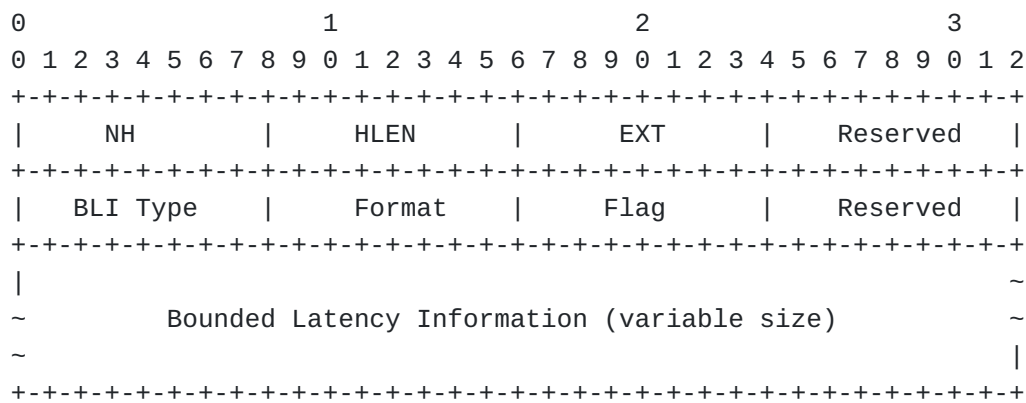 0                   1                   2                   3
0 1 2 3 4 5 6 7 8 9 0 1 2 3 4 5 6 7 8 9 0 1 2 3 4 5 6 7 8 9 0 1 2
+-+-+-+-+-+-+-+-+-+-+-+-+-+-+-+-+-+-+-+-+-+-+-+-+-+-+-+-+-+-+-+-+
|     NH        |     HLEN      |      EXT      |    Reserved   |
+-+-+-+-+-+-+-+-+-+-+-+-+-+-+-+-+-+-+-+-+-+-+-+-+-+-+-+-+-+-+-+-+
|   BLI Type    |     Format    |     Flag      |    Reserved   |
+-+-+-+-+-+-+-+-+-+-+-+-+-+-+-+-+-+-+-+-+-+-+-+-+-+-+-+-+-+-+-+-+
|                                                               ~
~         Bounded Latency Information (variable size)           ~
~                                                               |
+-+-+-+-+-+-+-+-+-+-+-+-+-+-+-+-+-+-+-+-+-+-+-+-+-+-+-+-+-+-+-+-+